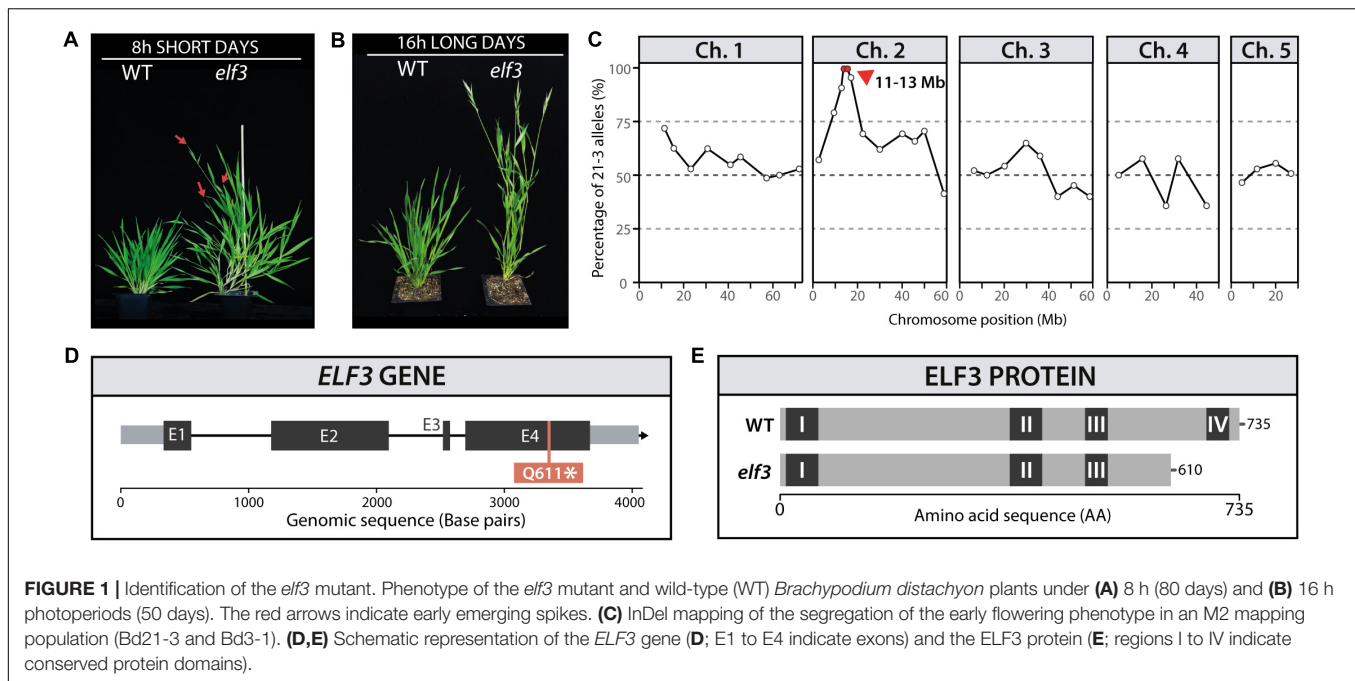 A
8h SHORT DAYS
WT elf3
B
16h LONG DAYS
WT elf3
C
Ch. 1 Ch. 2 Ch. 3 Ch. 4 Ch. 5
Percentage of 21-3 alleles (%)
100
75
50
25
0
11-13 Mb
0 20 40 60 0 20 40 60 0 20 40 60 0 20 40 60 0 20
Chromosome position (Mb)
D
ELF3 GENE
E1 E2 E3 E4
Q611*
0 1000 2000 3000 4000
Genomic sequence (Base pairs)
E
ELF3 PROTEIN
WT I II III IV 735
elf3 I II III 610
0 735
Amino acid sequence (AA)
FIGURE 1 | Identification of the elf3 mutant. Phenotype of the elf3 mutant and wild-type (WT) Brachypodium distachyon plants under (A) 8 h (80 days) and (B) 16 h
photoperiods (50 days). The red arrows indicate early emerging spikes. (C) InDel mapping of the segregation of the early flowering phenotype in an M2 mapping
population (Bd21-3 and Bd3-1). (D,E) Schematic representation of the ELF3 gene (D; E1 to E4 indicate exons) and the ELF3 protein (E; regions I to IV indicate
conserved protein domains).